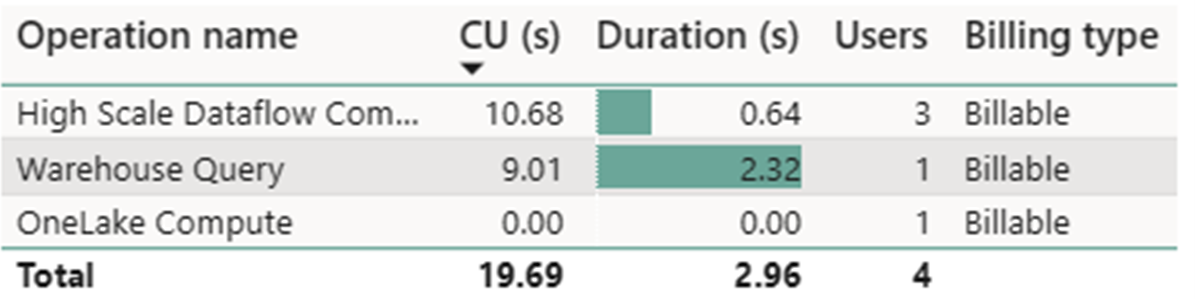 Operation name CU (s) Duration (s) Users Billing type
High Scale Dataflow Com... 10.68 0.64 3 Billable
Warehouse Query 9.01 2.32 1 Billable
OneLake Compute 0.00 0.00 1 Billable
Total 19.69 2.96 4